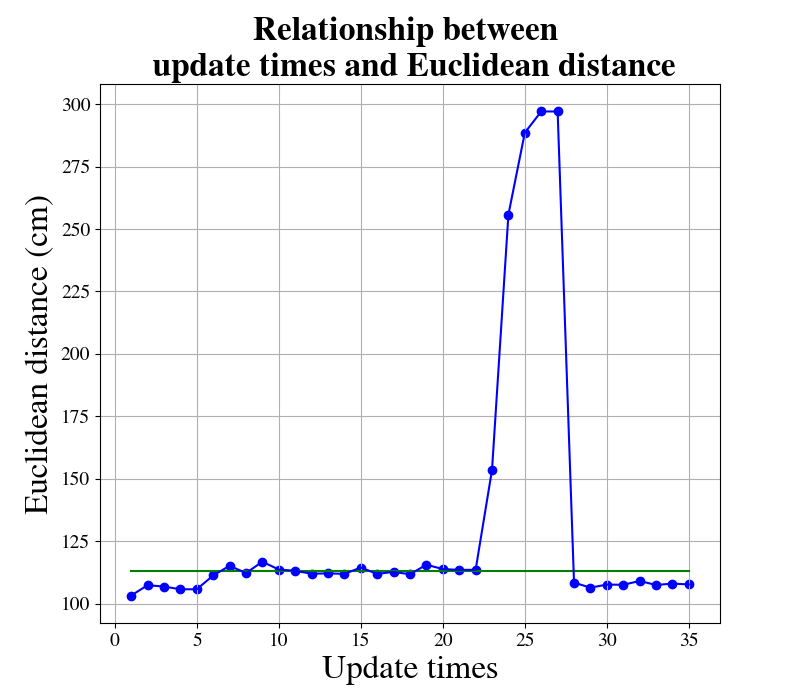 Relationship between
update times and Euclidean distance
300
275
250
225
200
175
150
125
100
Euclidean distance (cm)
0 5 10 15 20 25 30 35
Update times